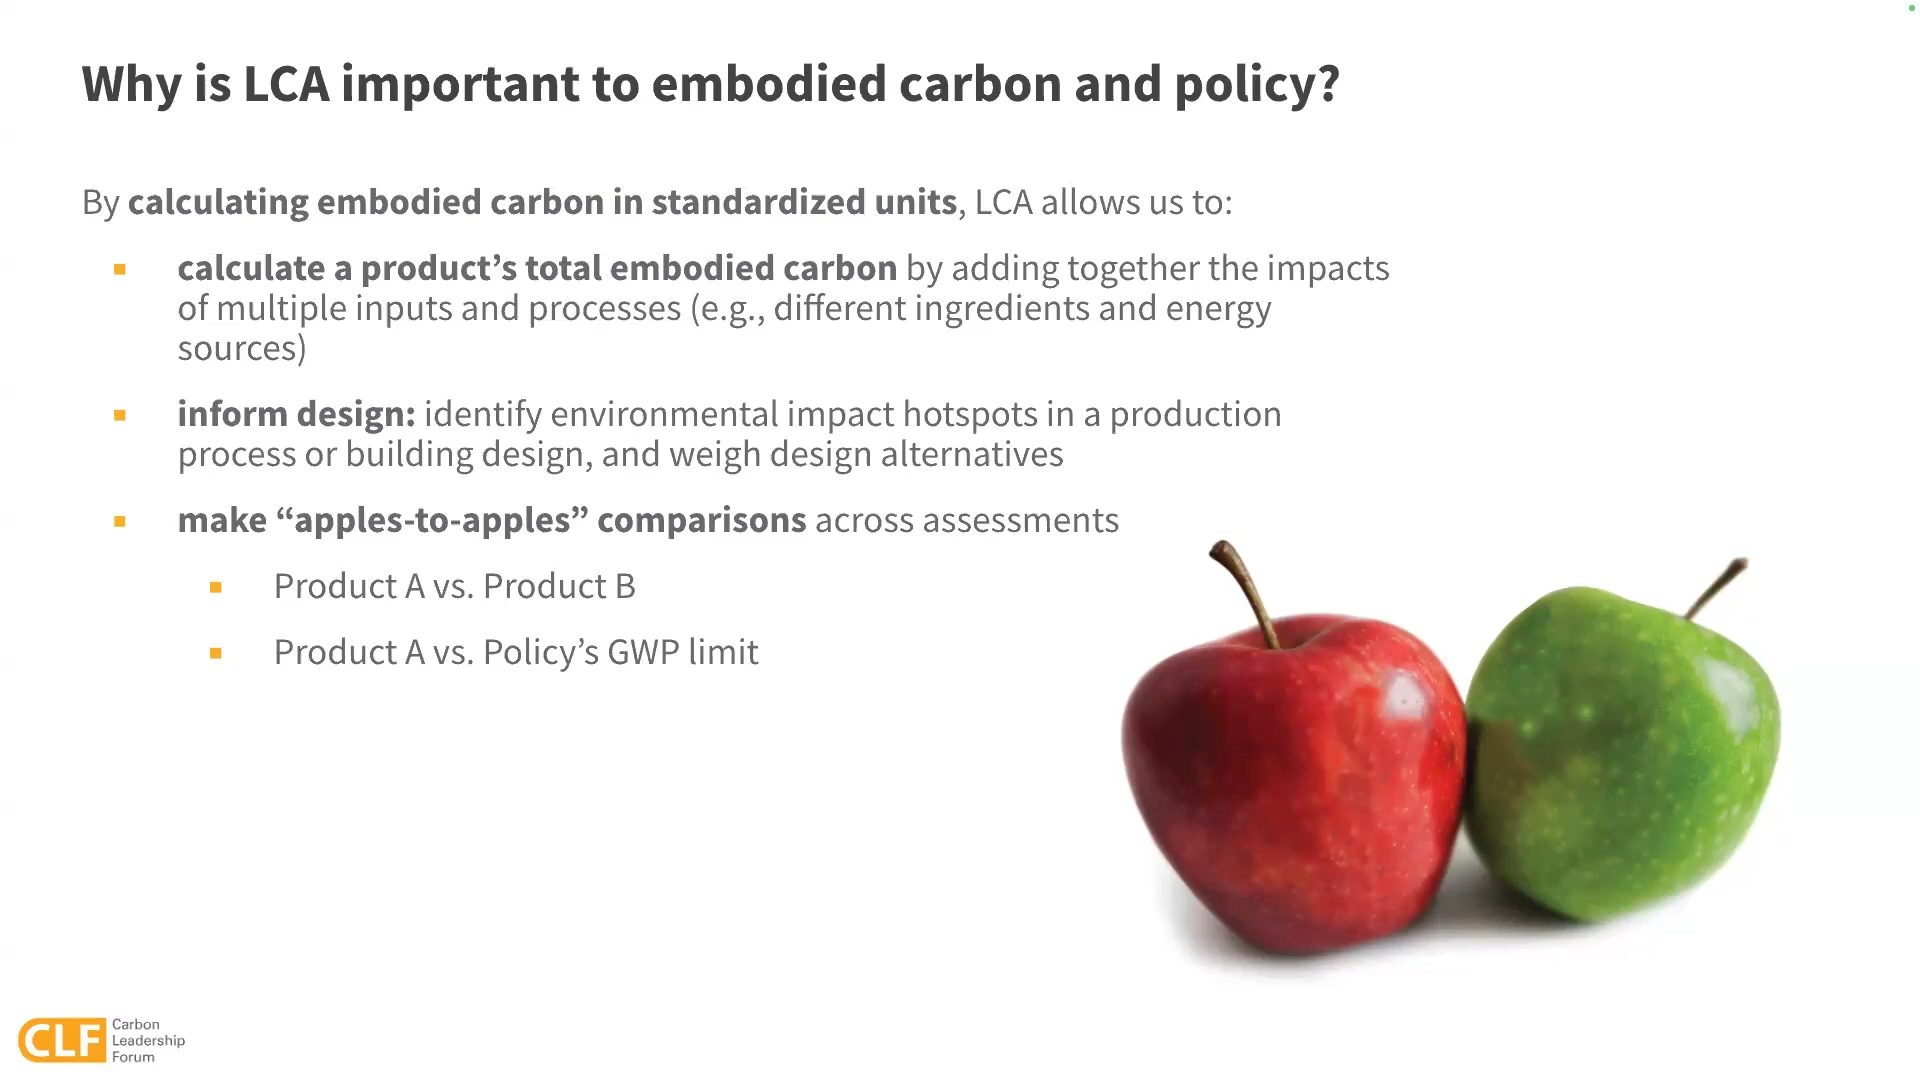 Why is LCA important to embodied carbon and policy?
By calculating embodied carbon in standardized units, LCA allows us to:
calculate a product’s total embodied carbon by adding together the impacts
of multiple inputs and processes (e.g., different ingredients and energy
sources)
inform design: identify environmental impact hotspots in a production
process or building design, and weigh design alternatives
make “apples-to-apples” comparisons across assessments
Product A vs. Product B
Product A vs. Policy’s GWP limit
CLF
Carbon
Leadership
Forum